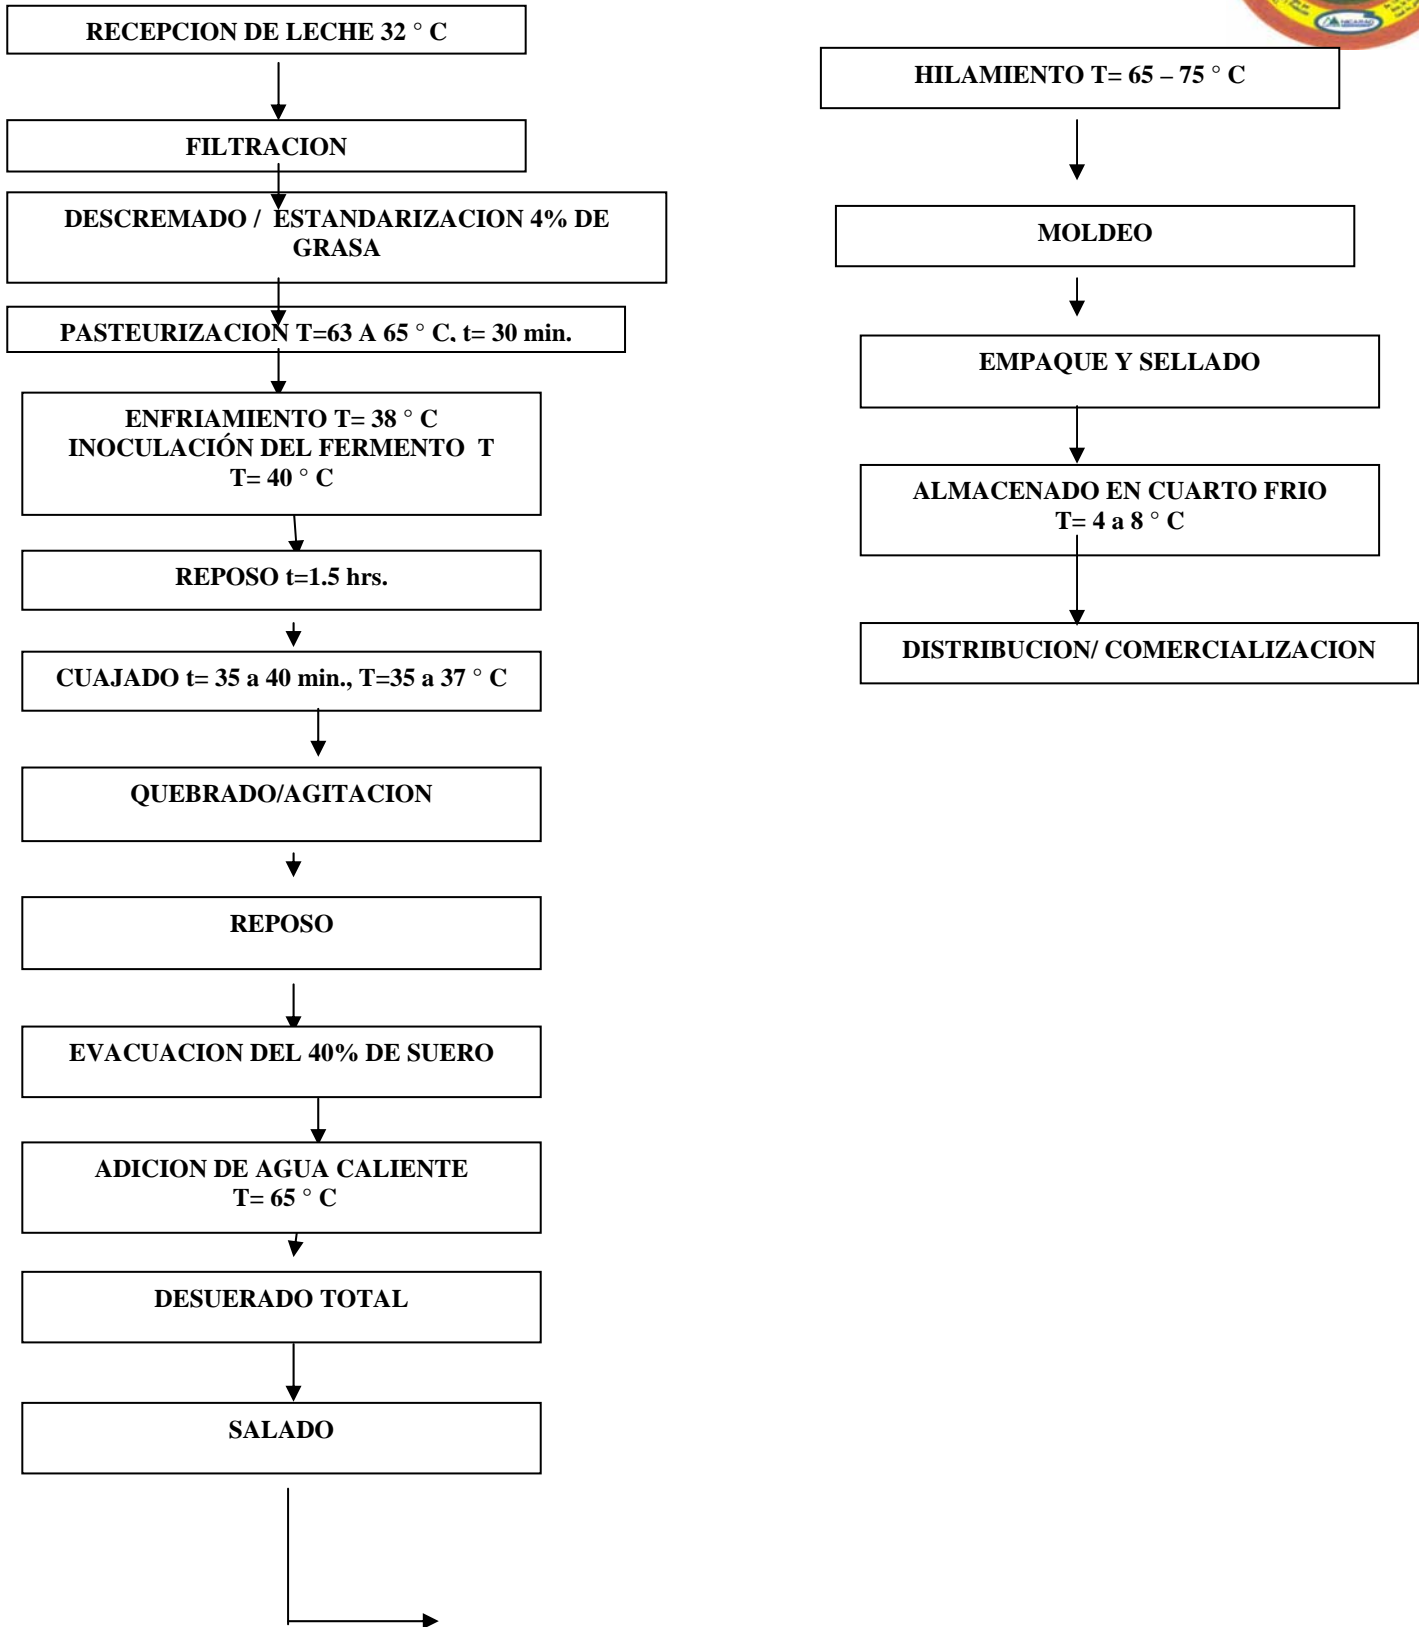 RECEPCION DE LECHE 32 ° C
FILTRACION
DESCREMADO / ESTANDARIZACION 4% DE
GRASA
PASTEURIZACION T=63 A 65 ° C, t= 30 min.
ENFRIAMIENTO T= 38 ° C
INOCULACIÓN DEL FERMENTO T
T= 40 ° C
REPOSO t=1.5 hrs.
CUAJADO t= 35 a 40 min., T=35 a 37 ° C
QUEBRADO/AGITACION
REPOSO
EVACUACION DEL 40% DE SUERO
ADICION DE AGUA CALIENTE
T= 65 ° C
DESUERADO TOTAL
SALADO
HILAMIENTO T= 65 – 75 ° C
MOLDEO
EMPAQUE Y SELLADO
ALMACENADO EN CUARTO FRIO
T= 4 a 8 ° C
DISTRIBUCION/ COMERCIALIZACION